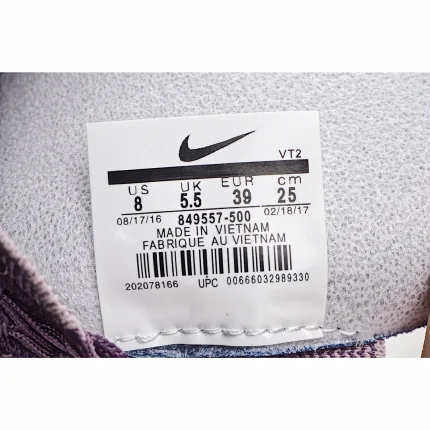 VT2
US UK EUR cm
8 5.5 39 25
08/17/16 849557-500 02/18/17
MADE IN VIETNAM
FABRIQUE AU VIETNAM
202078166 UPC 00666032989330